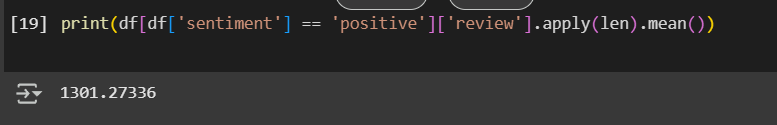 [19] print(df[df['sentiment'] == 'positive']['review'].apply(len).mean())
1301.27336